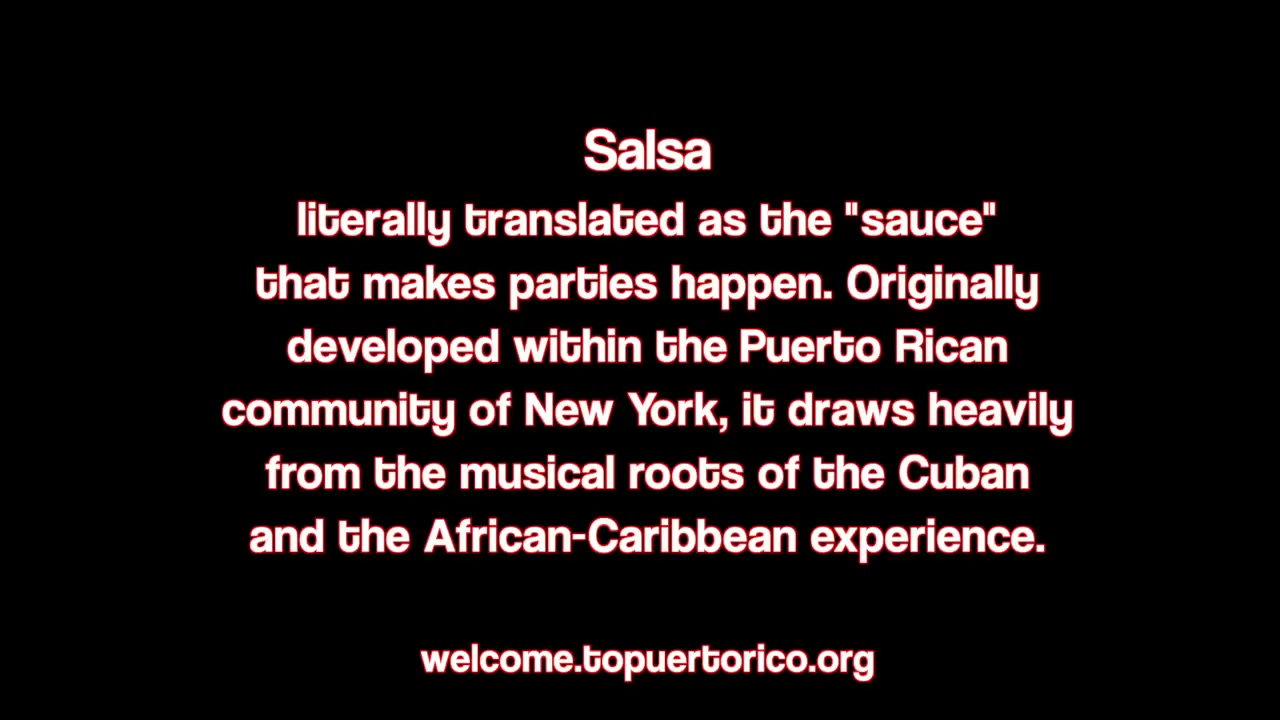 Salsa
literally translated as the "sauce"
that makes parties happen. Originally
developed within the Puerto Rican
community of New York, it draws heavily
from the musical roots of the Cuban
and the African-Caribbean experience.
welcome.topuertorico.org